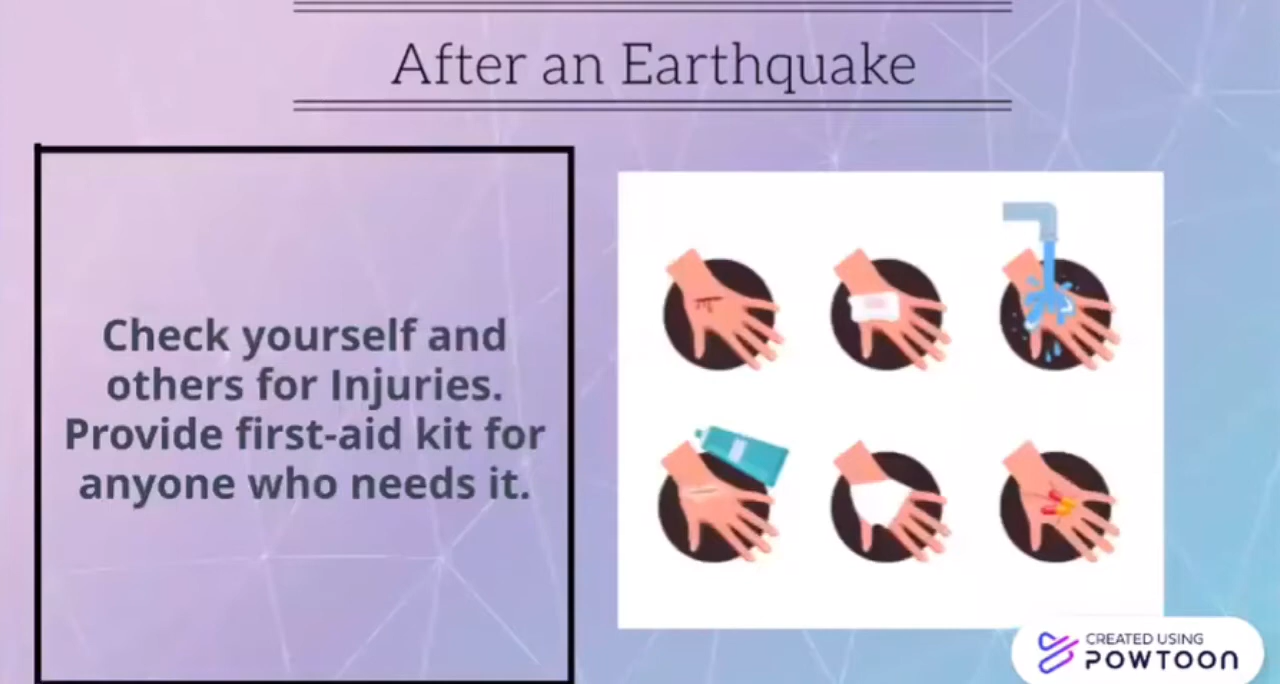 After an Earthquake
Check yourself and
others for Injuries.
Provide first-aid kit for
anyone who needs it.
CREATED USING
POWTOON